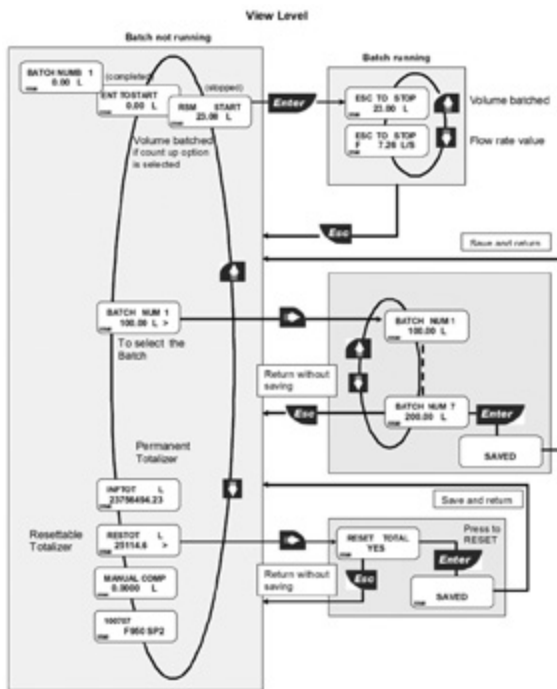 View Level
Batch not running
Batch running
BATCH NUMB 1
0.00 L
(completed)
ENT TO START
0.00 L
(stopped)
RSM START
23.00 L
Enter
ESC TO STOP
23.00 L
Volume batched
ESC TO STOP
F 7.26 L/S
Flow rate value
Volume batched
if count up option
is selected
Esc
Save and return
BATCH NUM 1
100.00 L >
To select the
Batch
BATCH NUM 1
100.00 L
Return without
saving
Esc
BATCH NUM 7
200.00 L
Enter
SAVED
Permanent
Totalizer
INPTOT L
23756494.23
Save and return
Resettable
Totalizer
RESTOT L
25114.6 >
RESET TOTAL
YES
Press to
RESET
Enter
Return without
saving
Esc
SAVED
MANUAL COMP
0.0000 L
100707
F950 SP2